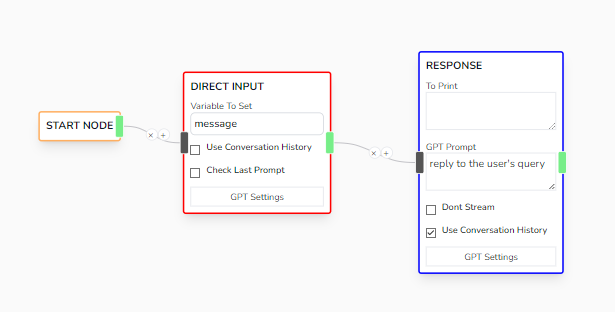 START NODE
DIRECT INPUT
Variable To Set
message
Use Conversation History
Check Last Prompt
GPT Settings
RESPONSE
To Print
GPT Prompt
reply to the user's query
Dont Stream
Use Conversation History
GPT Settings